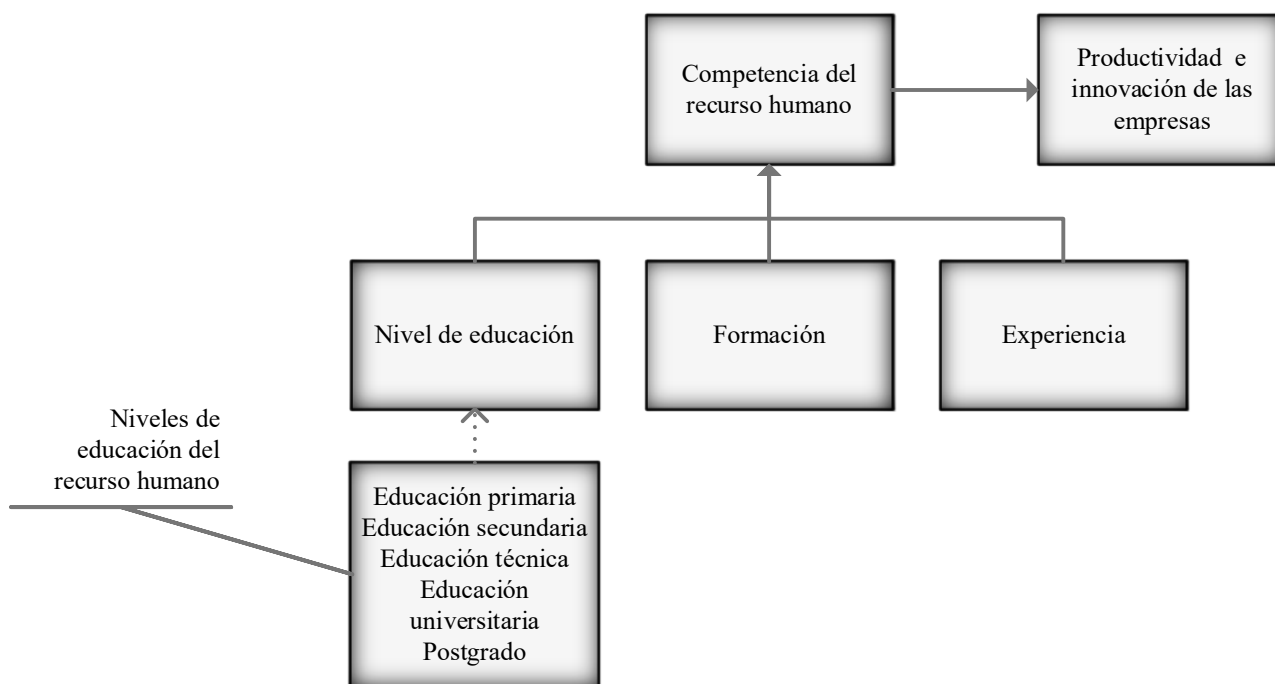 Competencia del
recurso humano
Productividad e
innovación de las
empresas
Nivel de educación
Formación
Experiencia
Niveles de
educación del
recurso humano
Educación primaria
Educación secundaria
Educación técnica
Educación
universitaria
Postgrado